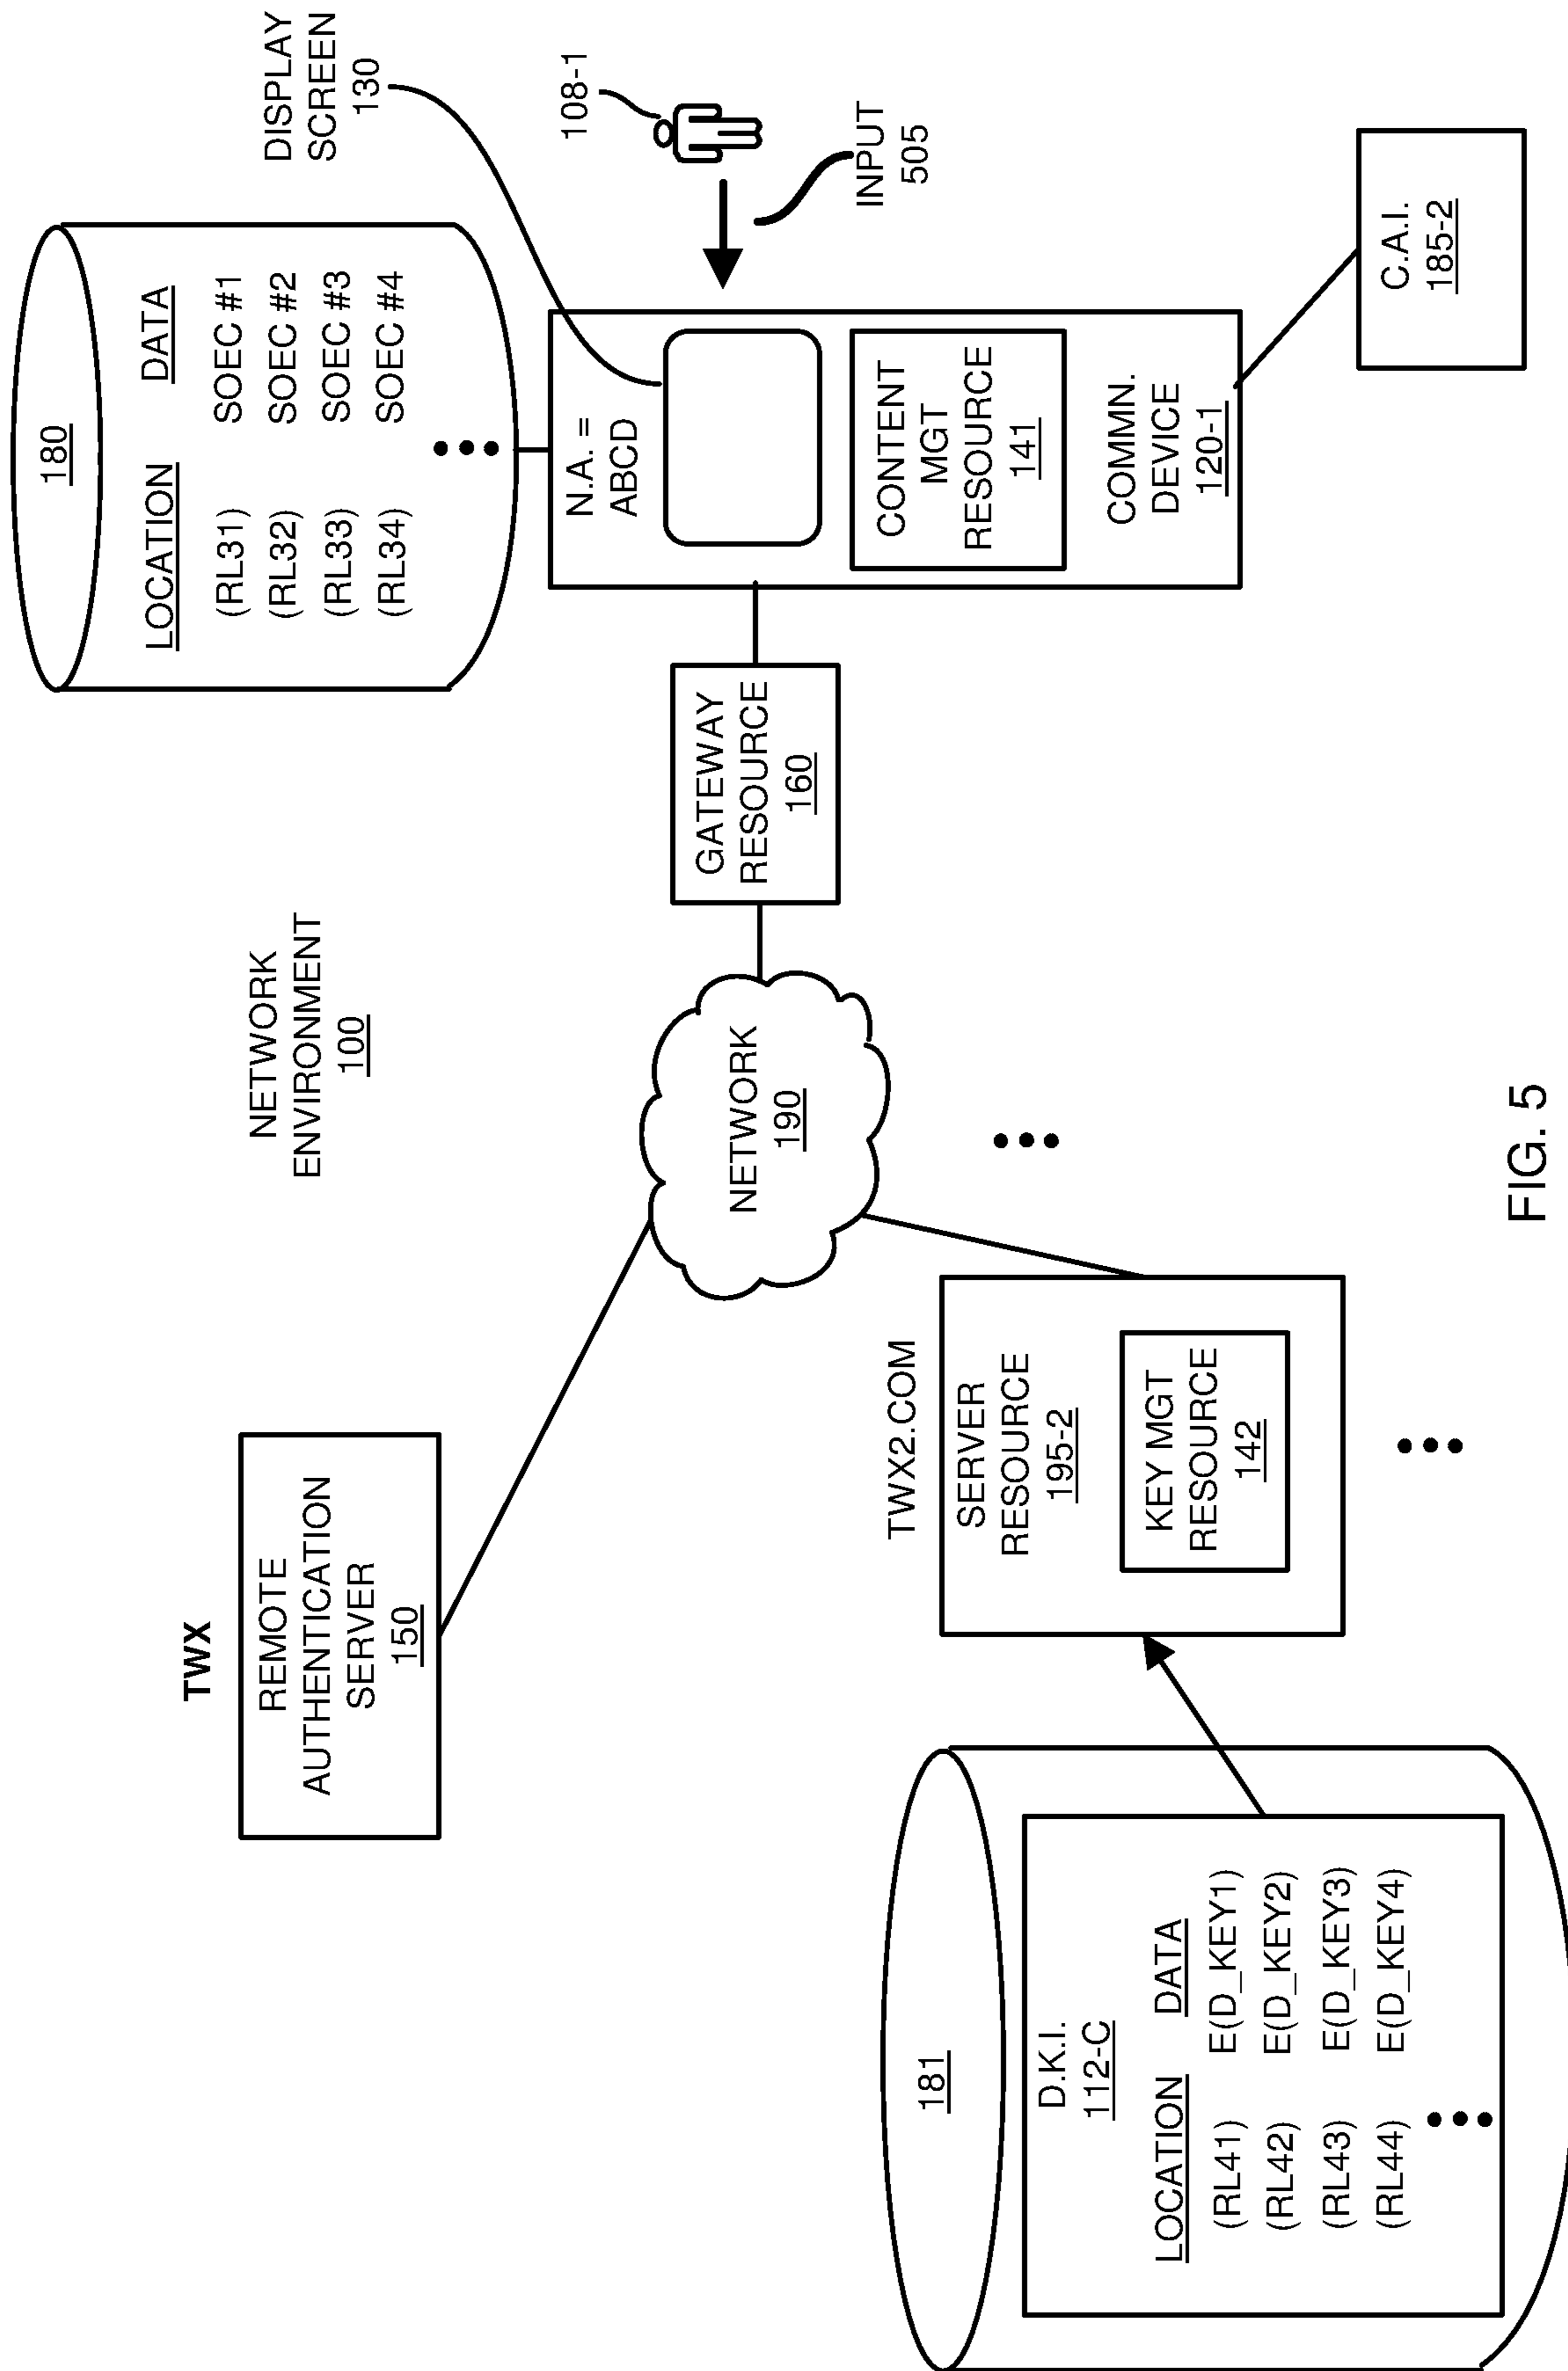 NETWORK
ENVIRONMENT
100
TWX
REMOTE
AUTHENTICATION
SERVER
150
180
LOCATION DATA
(RL31) SOEC #1
(RL32) SOEC #2
(RL33) SOEC #3
(RL34) SOEC #4
DISPLAY
SCREEN
130
108-1
INPUT
505
N.A. =
ABCD
CONTENT
MGT
RESOURCE
141
COMMN.
DEVICE
120-1
C.A.I.
185-2
GATEWAY
RESOURCE
160
NETWORK
190
TWX2.COM
SERVER
RESOURCE
195-2
KEY MGT
RESOURCE
142
181
D.K.I.
112-C
LOCATION DATA
(RL41) E(D_KEY1)
(RL42) E(D_KEY2)
(RL43) E(D_KEY3)
(RL44) E(D_KEY4)
FIG. 5